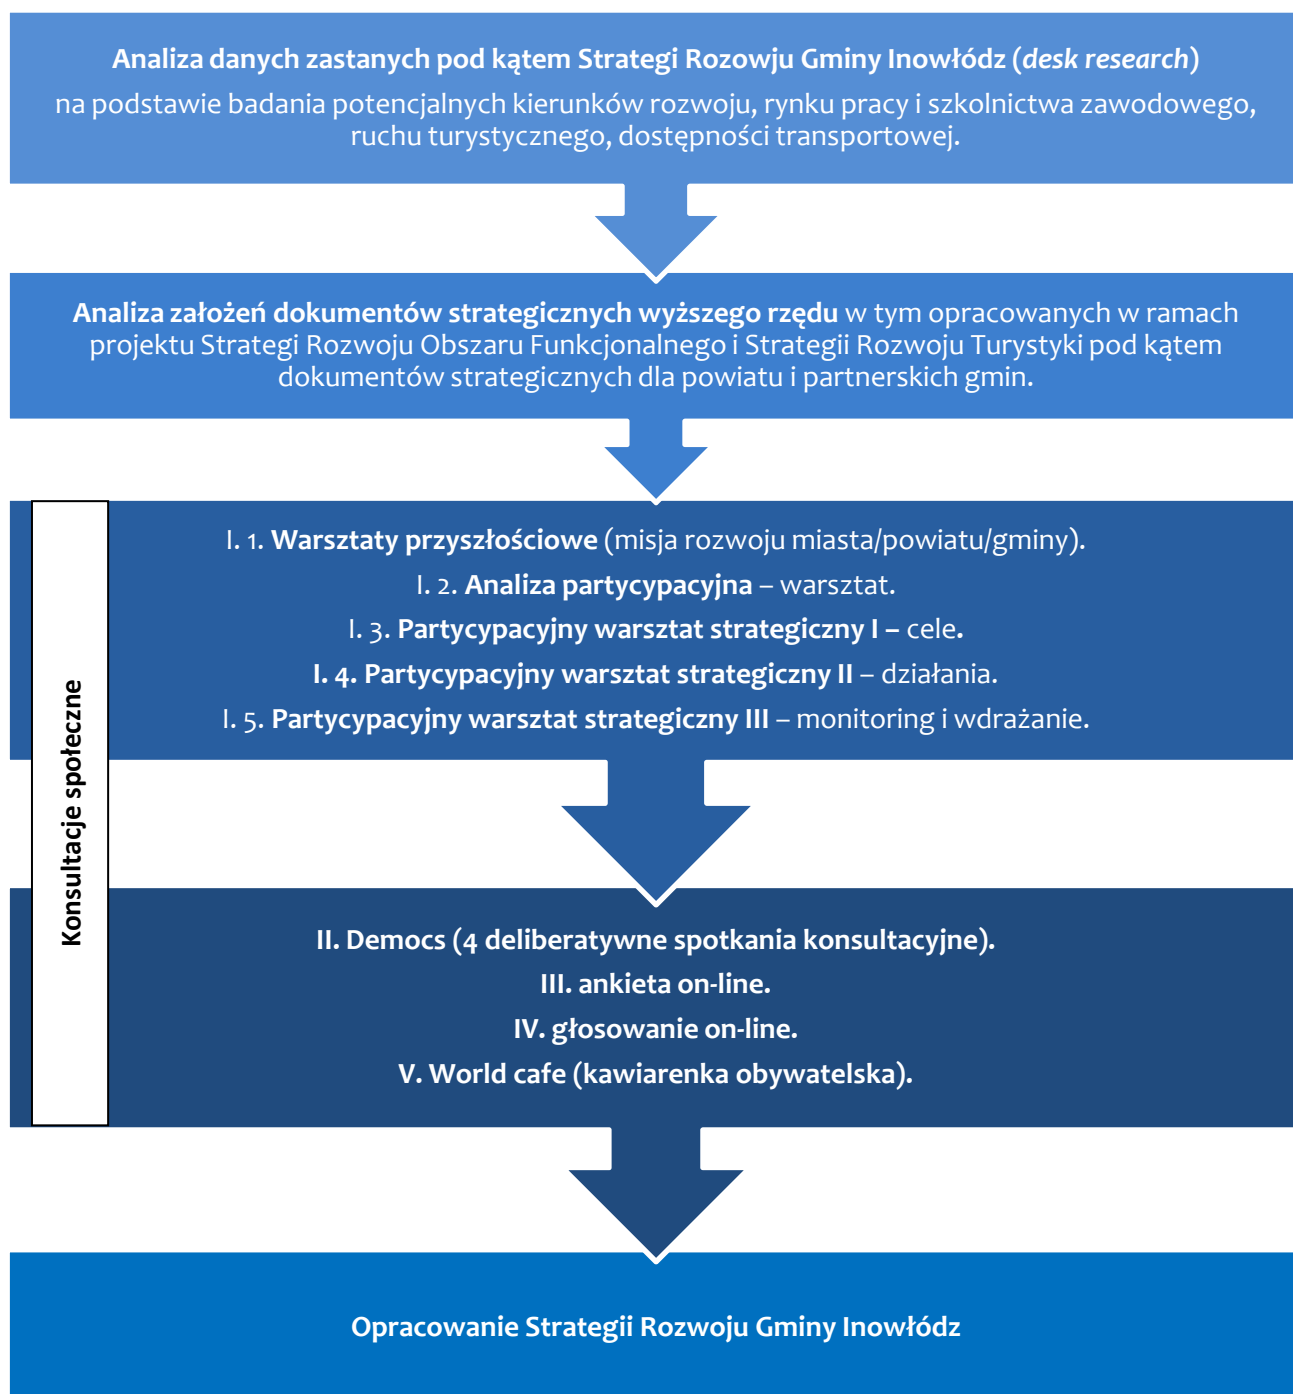 Analiza danych zastanych pod kątem Strategi Rozowju Gminy Inowłódz (desk research)
na podstawie badania potencjalnych kierunków rozwoju, rynku pracy i szkolnictwa zawodowego,
ruchu turystycznego, dostępności transportowej.
Analiza założeń dokumentów strategicznych wyższego rzędu w tym opracowanych w ramach
projektu Strategi Rozwoju Obszaru Funkcjonalnego i Strategii Rozwoju Turystyki pod kątem
dokumentów strategicznych dla powiatu i partnerskich gmin.
Konsultacje społeczne
I. 1. Warsztaty przyszłościowe (misja rozwoju miasta/powiatu/gminy).
I. 2. Analiza partycypacyjna – warsztat.
I. 3. Partycypacyjny warsztat strategiczny I – cele.
I. 4. Partycypacyjny warsztat strategiczny II – działania.
I. 5. Partycypacyjny warsztat strategiczny III – monitoring i wdrażanie.
II. Democs (4 deliberatywne spotkania konsultacyjne).
III. ankieta on-line.
IV. głosowanie on-line.
V. World cafe (kawiarenka obywatelska).
Opracowanie Strategii Rozwoju Gminy Inowłódz